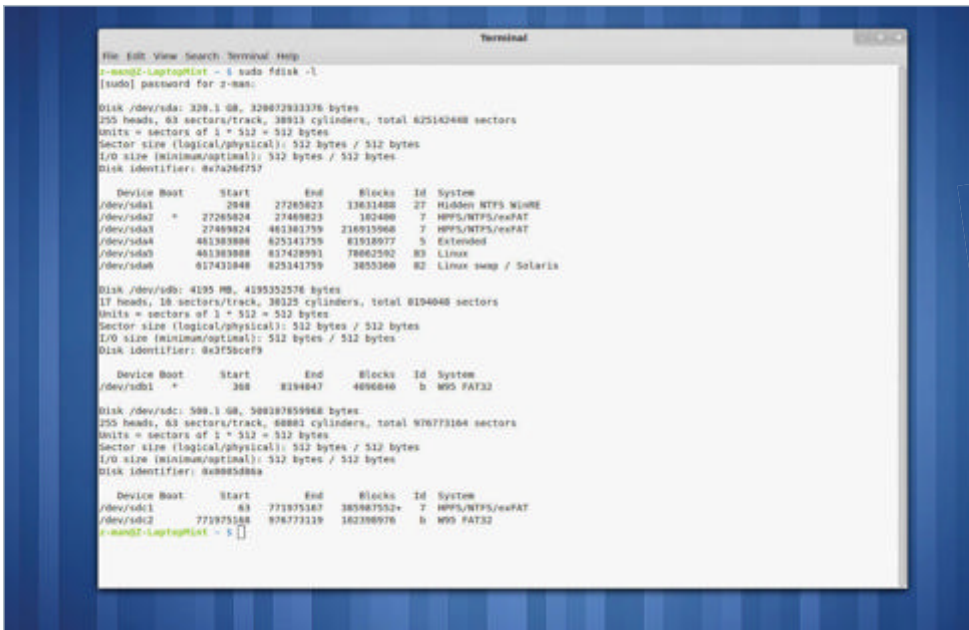 Terminal
File Edit View Search Terminal Help
z-man@Z-LaptopMint ~ $ sudo fdisk -l
[sudo] password for z-man:
Disk /dev/sda: 320.1 GB, 320072933376 bytes
255 heads, 63 sectors/track, 38913 cylinders, total 625142448 sectors
Units = sectors of 1 * 512 = 512 bytes
Sector size (logical/physical): 512 bytes / 512 bytes
I/O size (minimum/optimal): 512 bytes / 512 bytes
Disk identifier: 0x7a26d757
Device Boot Start End Blocks Id System
/dev/sda1 2048 27265023 13631488 27 Hidden NTFS WinRE
/dev/sda2 * 27265024 27469823 102400 7 HPFS/NTFS/exFAT
/dev/sda3 27469824 461301759 216915968 7 HPFS/NTFS/exFAT
/dev/sda4 625141759 81918977 5 Extended
/dev/sda5 617428991 78062592 83 Linux
/dev/sda6 617431040 625141759 3855360 82 Linux swap / Solaris
Disk /dev/sdb: 4195 MB, 4195352576 bytes
17 heads, 16 sectors/track, 30125 cylinders, total 8194048 sectors
Units = sectors of 1 * 512 = 512 bytes
Sector size (logical/physical): 512 bytes / 512 bytes
I/O size (minimum/optimal): 512 bytes / 512 bytes
Disk identifier: 0x3f5bcef9
Device Boot Start End Blocks Id System
/dev/sdb1 * 368 8194047 4096840 b W95 FAT32
Disk /dev/sdc: 500.1 GB, 500107859968 bytes
255 heads, 63 sectors/track, 60801 cylinders, total 976773164 sectors
Units = sectors of 1 * 512 = 512 bytes
Sector size (logical/physical): 512 bytes / 512 bytes
I/O size (minimum/optimal): 512 bytes / 512 bytes
Disk identifier:
Device Boot Start End Blocks Id System
/dev/sdc1 63 771975167 385987552+ 7 HPFS/NTFS/exFAT
/dev/sdc2 771975168 976773119 102398976 b W95 FAT32
z-man@Z-LaptopMint ~ $